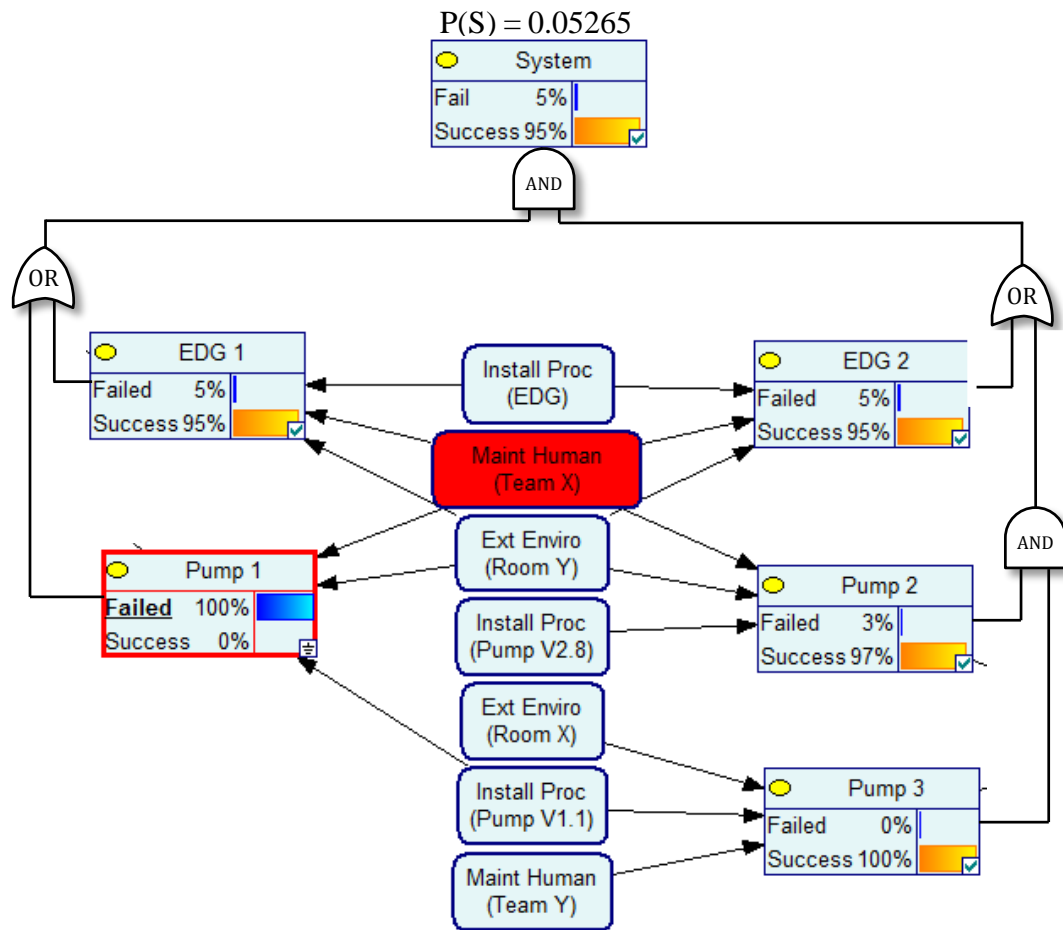 P(S) = 0.05265
System
Fail 5%
Success 95%
AND
OR
OR
EDG 1
Failed 5%
Success 95%
Install Proc
(EDG)
EDG 2
Failed 5%
Success 95%
Maint Human
(Team X)
Ext Enviro
(Room Y)
AND
Pump 1
Failed 100%
Success 0%
Pump 2
Failed 3%
Success 97%
Install Proc
(Pump V2.8)
Ext Enviro
(Room X)
Install Proc
(Pump V1.1)
Pump 3
Failed 0%
Success 100%
Maint Human
(Team Y)